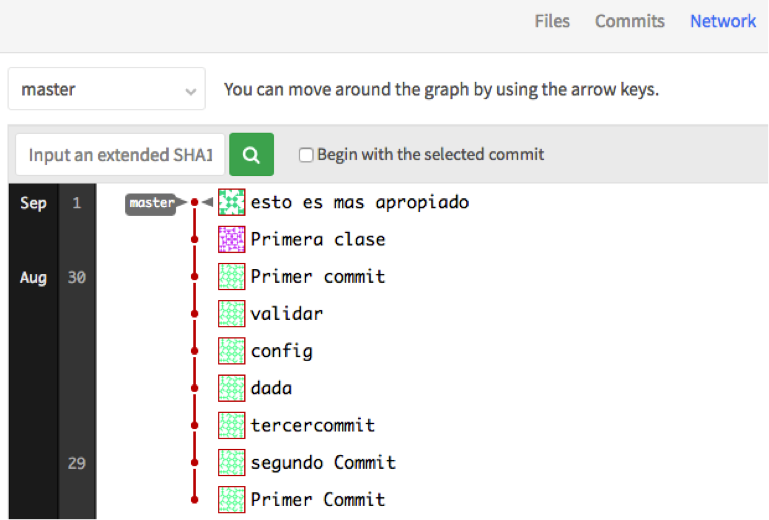 Files Commits Network
master You can move around the graph by using the arrow keys.
Input an extended SHA1 Begin with the selected commit
Sep 1 master esto es mas apropiado
Primera clase
Aug 30 Primer commit
validar
config
dada
tercercommit
29 segundo Commit
Primer Commit